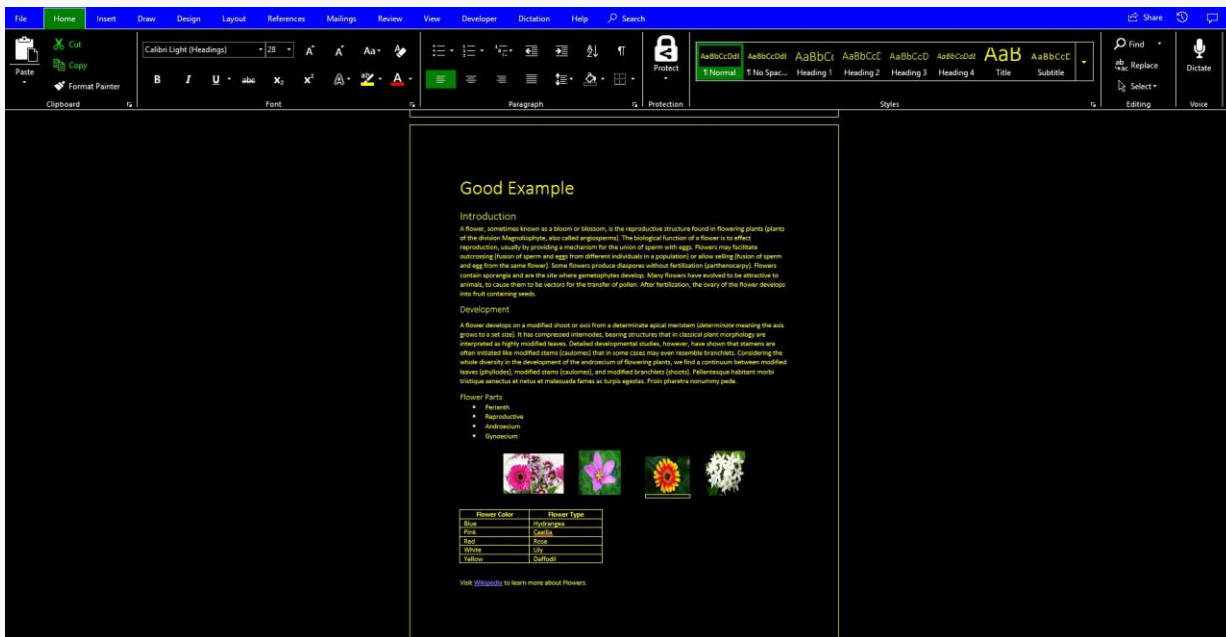 File Home Insert Draw Design Layout References Mailings Review View Developer Dictation Help Search Share
Cut
Copy
Format Painter
Paste
Clipboard
Calibri Light (Headings) 28 A A Aa A
B I U abc X₂ x² A ab A
Font
Paragraph
Protect
Protection
AaBbCcDdI AaBbCcDdI AaBbCc AaBbCcE AaBbCcD AaBbCcDdI AaB AaBbCcE
¶ Normal ¶ No Spac... Heading 1 Heading 2 Heading 3 Heading 4 Title Subtitle
Styles
Find
Replace
Select
Editing
Dictate
Voice
Good Example
Introduction
A flower, sometimes known as a bloom or blossom, is the reproductive structure found in flowering plants (plants
of the division Magnoliophyte, also called angiosperms). The biological function of a flower is to effect
reproduction, usually by providing a mechanism for the union of sperm with eggs. Flowers may facilitate
outcrossing (fusion of sperm and eggs from different individuals in a population) or allow selling (fusion of sperm
and egg from the same flower). Some flowers produce diaspores without fertilization (parthenocarpy). Flowers
contain sporangia and are the site where gametophytes develop. Many flowers have evolved to be attractive to
animals, to cause them to be vectors for the transfer of pollen. After fertilization, the ovary of the flower develops
into fruit containing seeds.
Development
A flower develops on a modified shoot or axis from a determinate apical meristem (determinate meaning the axis
grows to a set size). It has compressed internodes, bearing structures that in classical plant morphology are
interpreted as highly modified leaves. Detailed developmental studies, however, have shown that stamens are
often initiated like modified stems (caulomes) that in some cases may even resemble branchlets. Considering the
whole diversity in the development of the androecium of flowering plants, we find a continuum between modified
leaves (phyllodes), modified stems (caulomes), and modified branchlets (shoots). Pellentesque habitant morbi
tristique senectus et netus et malesuada fames ac turpis egestas. Proin pharetra nonummy pede.
Flower Parts
• Perianth
• Reproductive
• Androecium
• Gynoecium
Flower Color Flower Type
Blue Hydrangea
Pink
Red Rose
White Lily
Yellow Daffodil
Visit Wikipedia to learn more about Flowers.